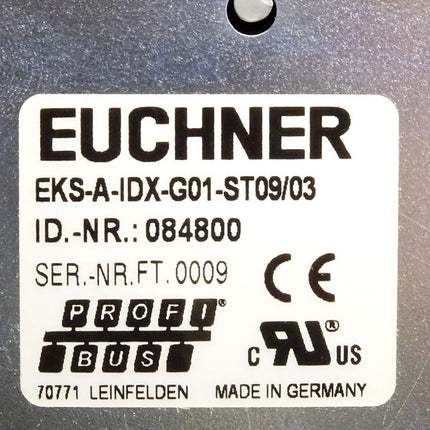 EUCHNER
EKS-A-IDX-G01-ST09/03
ID.-NR.: 084800
SER.-NR.FT. 0009
CE
PROFI®
BUS
C RU® US
70771 LEINFELDEN MADE IN GERMANY